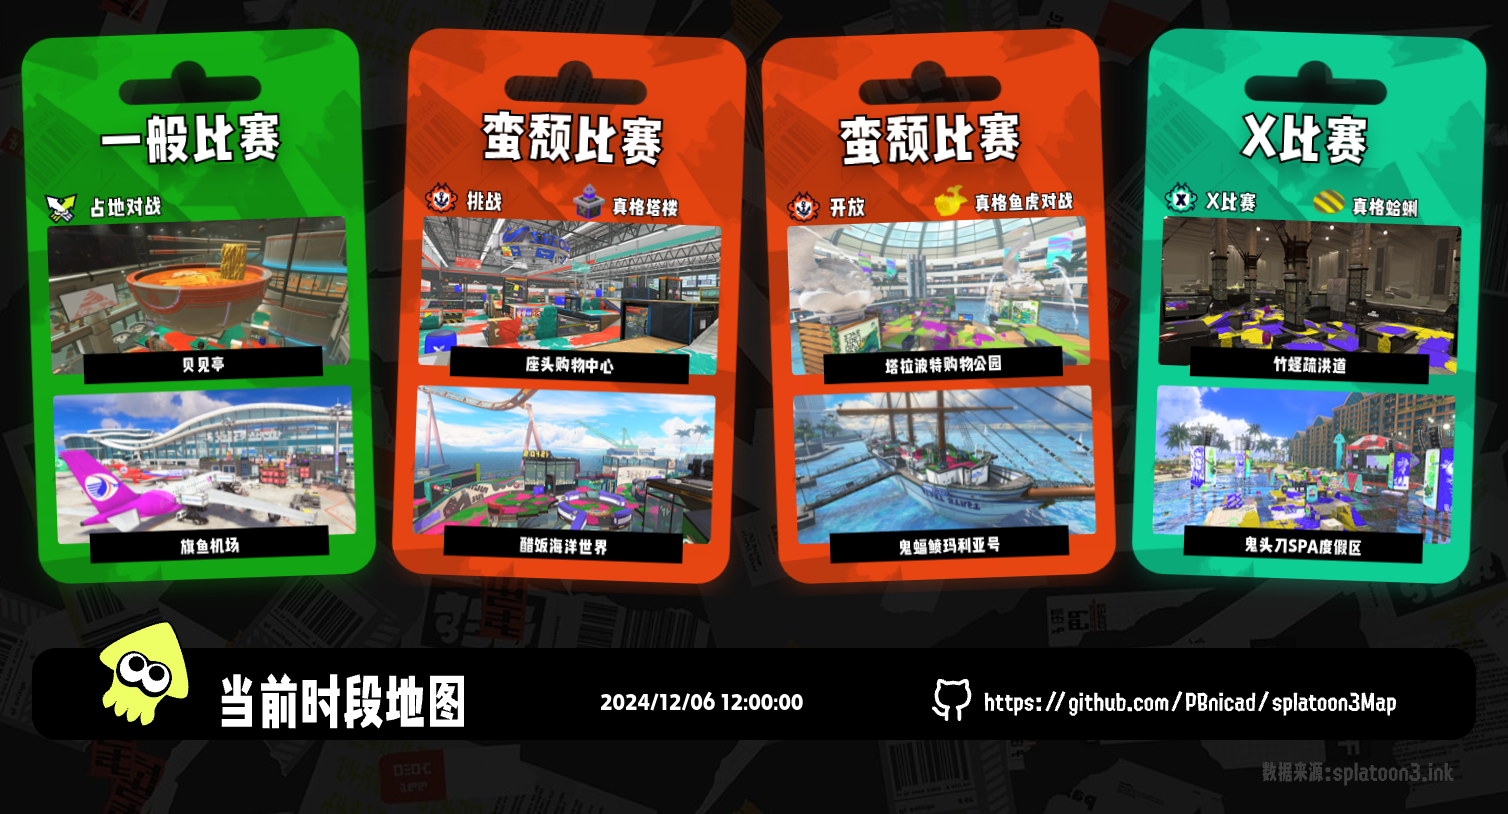 一般比赛
占地对战
贝见亭
旗鱼机场
蛮颓比赛
挑战
真格塔楼
座头购物中心
醋饭海洋世界
蛮颓比赛
开放
真格鱼虎对战
塔拉波特购物公园
鬼蝠鲼玛利亚号
X比赛
X比赛
真格蛤蜊
竹蛏疏洪道
鬼头刀SPA度假区
当前时段地图
2024/12/06 12:00:00
https://github.com/PBnicad/splatoon3Map
数据来源:splatoon3.ink